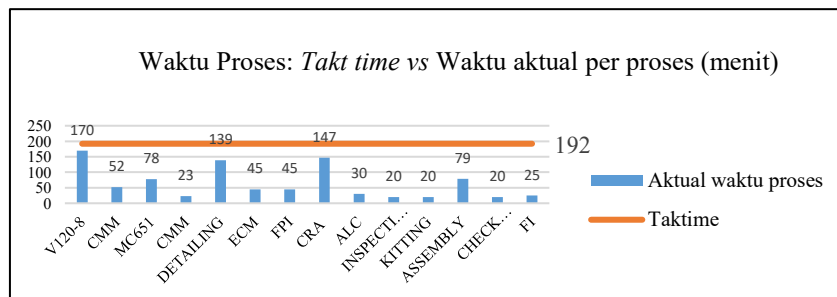 Waktu Proses: Takt time vs Waktu aktual per proses (menit)
250
200
150
100
50
0
170
52
78
23
139
45
45
147
30
20
20
79
20
25
192
V120-8
CMM
MC651
CMM
DETAILING
ECM
FPI
CRA
ALC
INSPECTI…
KITTING
ASSEMBLY
CHECK…
FI
Aktual waktu proses
Taktime